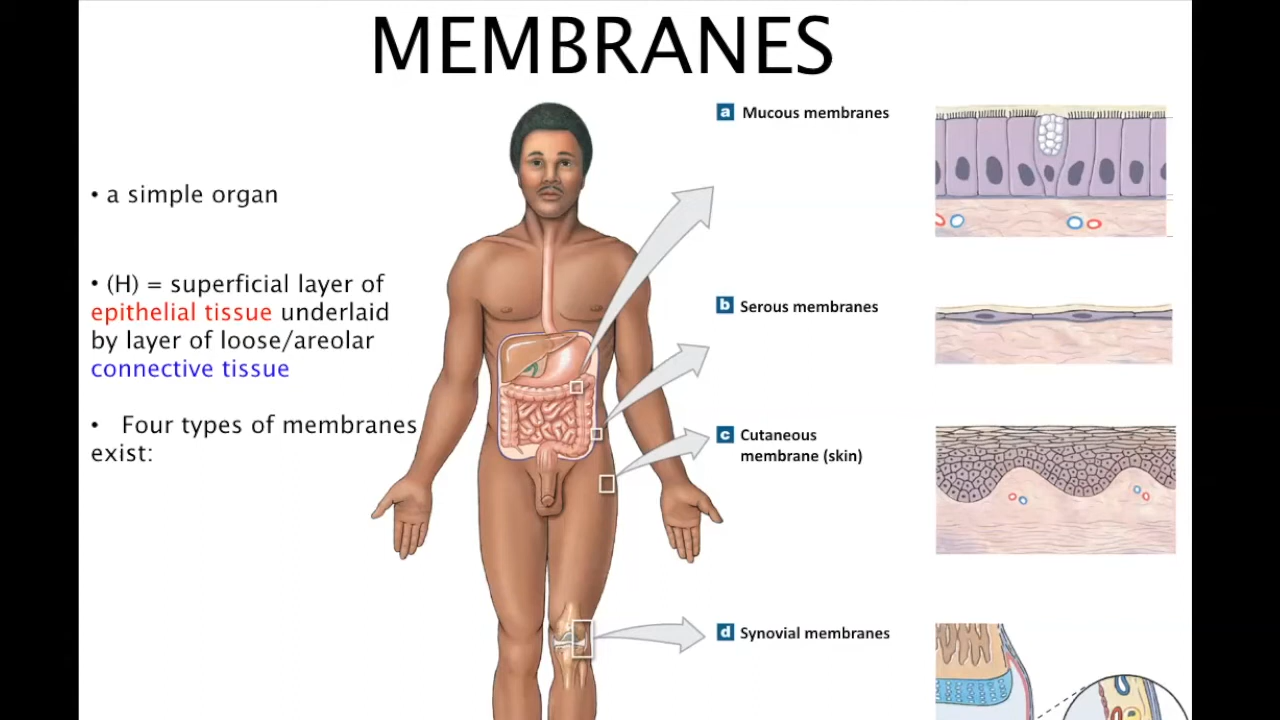 MEMBRANES
• a simple organ
• (H) = superficial layer of
epithelial tissue underlaid
by layer of loose/areolar
connective tissue
• Four types of membranes
exist:
a Mucous membranes
b Serous membranes
c Cutaneous
membrane (skin)
d Synovial membranes